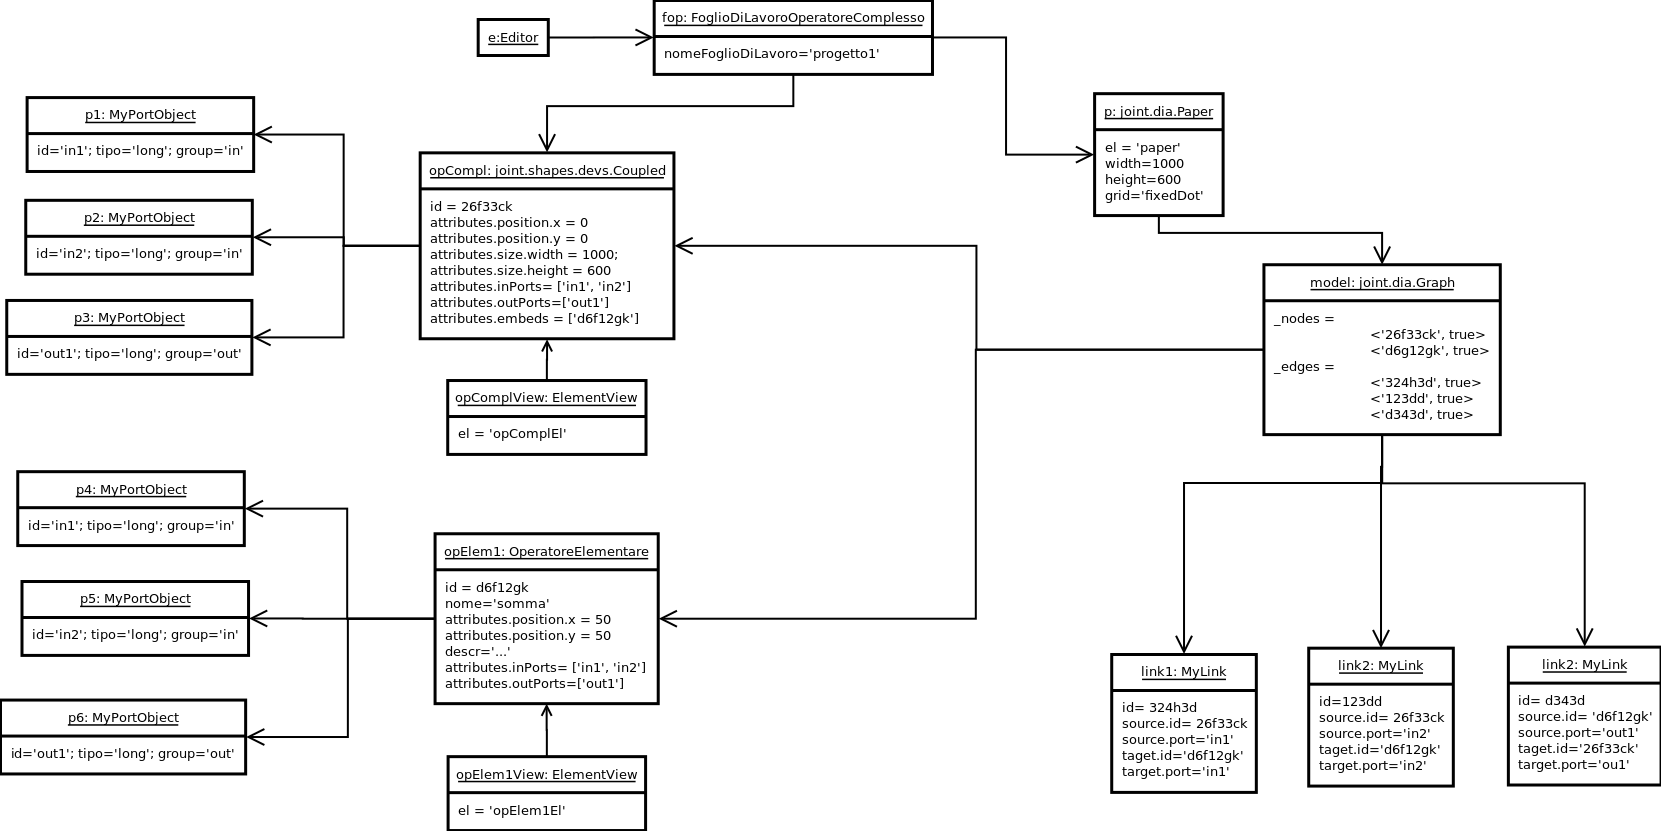 e:Editor
fop: FoglioDiLavoroOperatoreComplesso
nomeFoglioDiLavoro='progetto1'
p: joint.dia.Paper
el = 'paper'
width=1000
height=600
grid='fixedDot'
p1: MyPortObject
id='in1'; tipo='long'; group='in'
p2: MyPortObject
id='in2'; tipo='long'; group='in'
p3: MyPortObject
id='out1'; tipo='long'; group='out'
opCompl: joint.shapes.devs.Coupled
id = 26f33ck
attributes.position.x = 0
attributes.position.y = 0
attributes.size.width = 1000;
attributes.size.height = 600
attributes.inPorts= ['in1', 'in2']
attributes.outPorts=['out1']
attributes.embeds = ['d6f12gk']
opComplView: ElementView
el = 'opComplEl'
model: joint.dia.Graph
_nodes =
<'26f33ck', true>
<'d6g12gk', true>
_edges =
<'324h3d', true>
<'123dd', true>
<'d343d', true>
p4: MyPortObject
id='in1'; tipo='long'; group='in'
p5: MyPortObject
id='in2'; tipo='long'; group='in'
p6: MyPortObject
id='out1'; tipo='long'; group='out'
opElem1: OperatoreElementare
id = d6f12gk
nome='somma'
attributes.position.x = 50
attributes.position.y = 50
descr='...'
attributes.inPorts= ['in1', 'in2']
attributes.outPorts=['out1']
opElem1View: ElementView
el = 'opElem1El'
link1: MyLink
id= 324h3d
source.id= 26f33ck
source.port='in1'
taget.id='d6f12gk'
target.port='in1'
link2: MyLink
id=123dd
source.id= 26f33ck
source.port='in2'
taget.id='d6f12gk'
target.port='in2'
link2: MyLink
id= d343d
source.id= 'd6f12gk'
source.port='out1'
taget.id='26f33ck'
target.port='ou1'